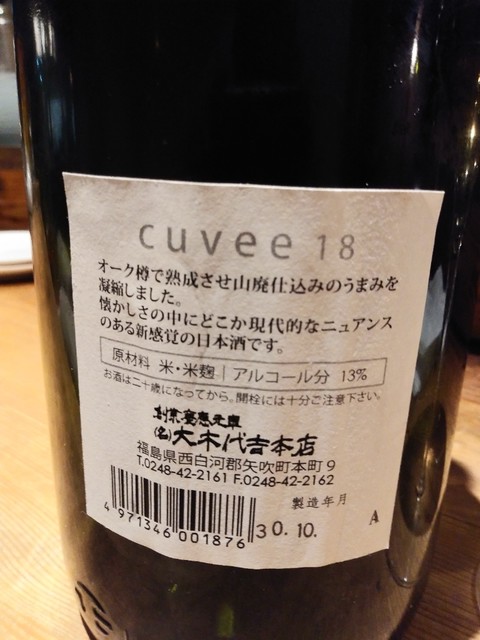 cuvee 18
オーク樽で熟成させ山廃仕込みのうまみを
凝縮しました。
懐かしさの中にどこか現代的なニュアンス
のある新感覚の日本酒です。
原材料 米・米麹 | アルコール分 13%
お酒は二十歳になってから。開栓には十分ご注意下さい。
創業慶應元年
(名)大木代吉本店
福島県西白河郡矢吹町本町9
T.0248-42-2161 F.0248-42-2162
製造年月
4 971346 001876
30.10.
A